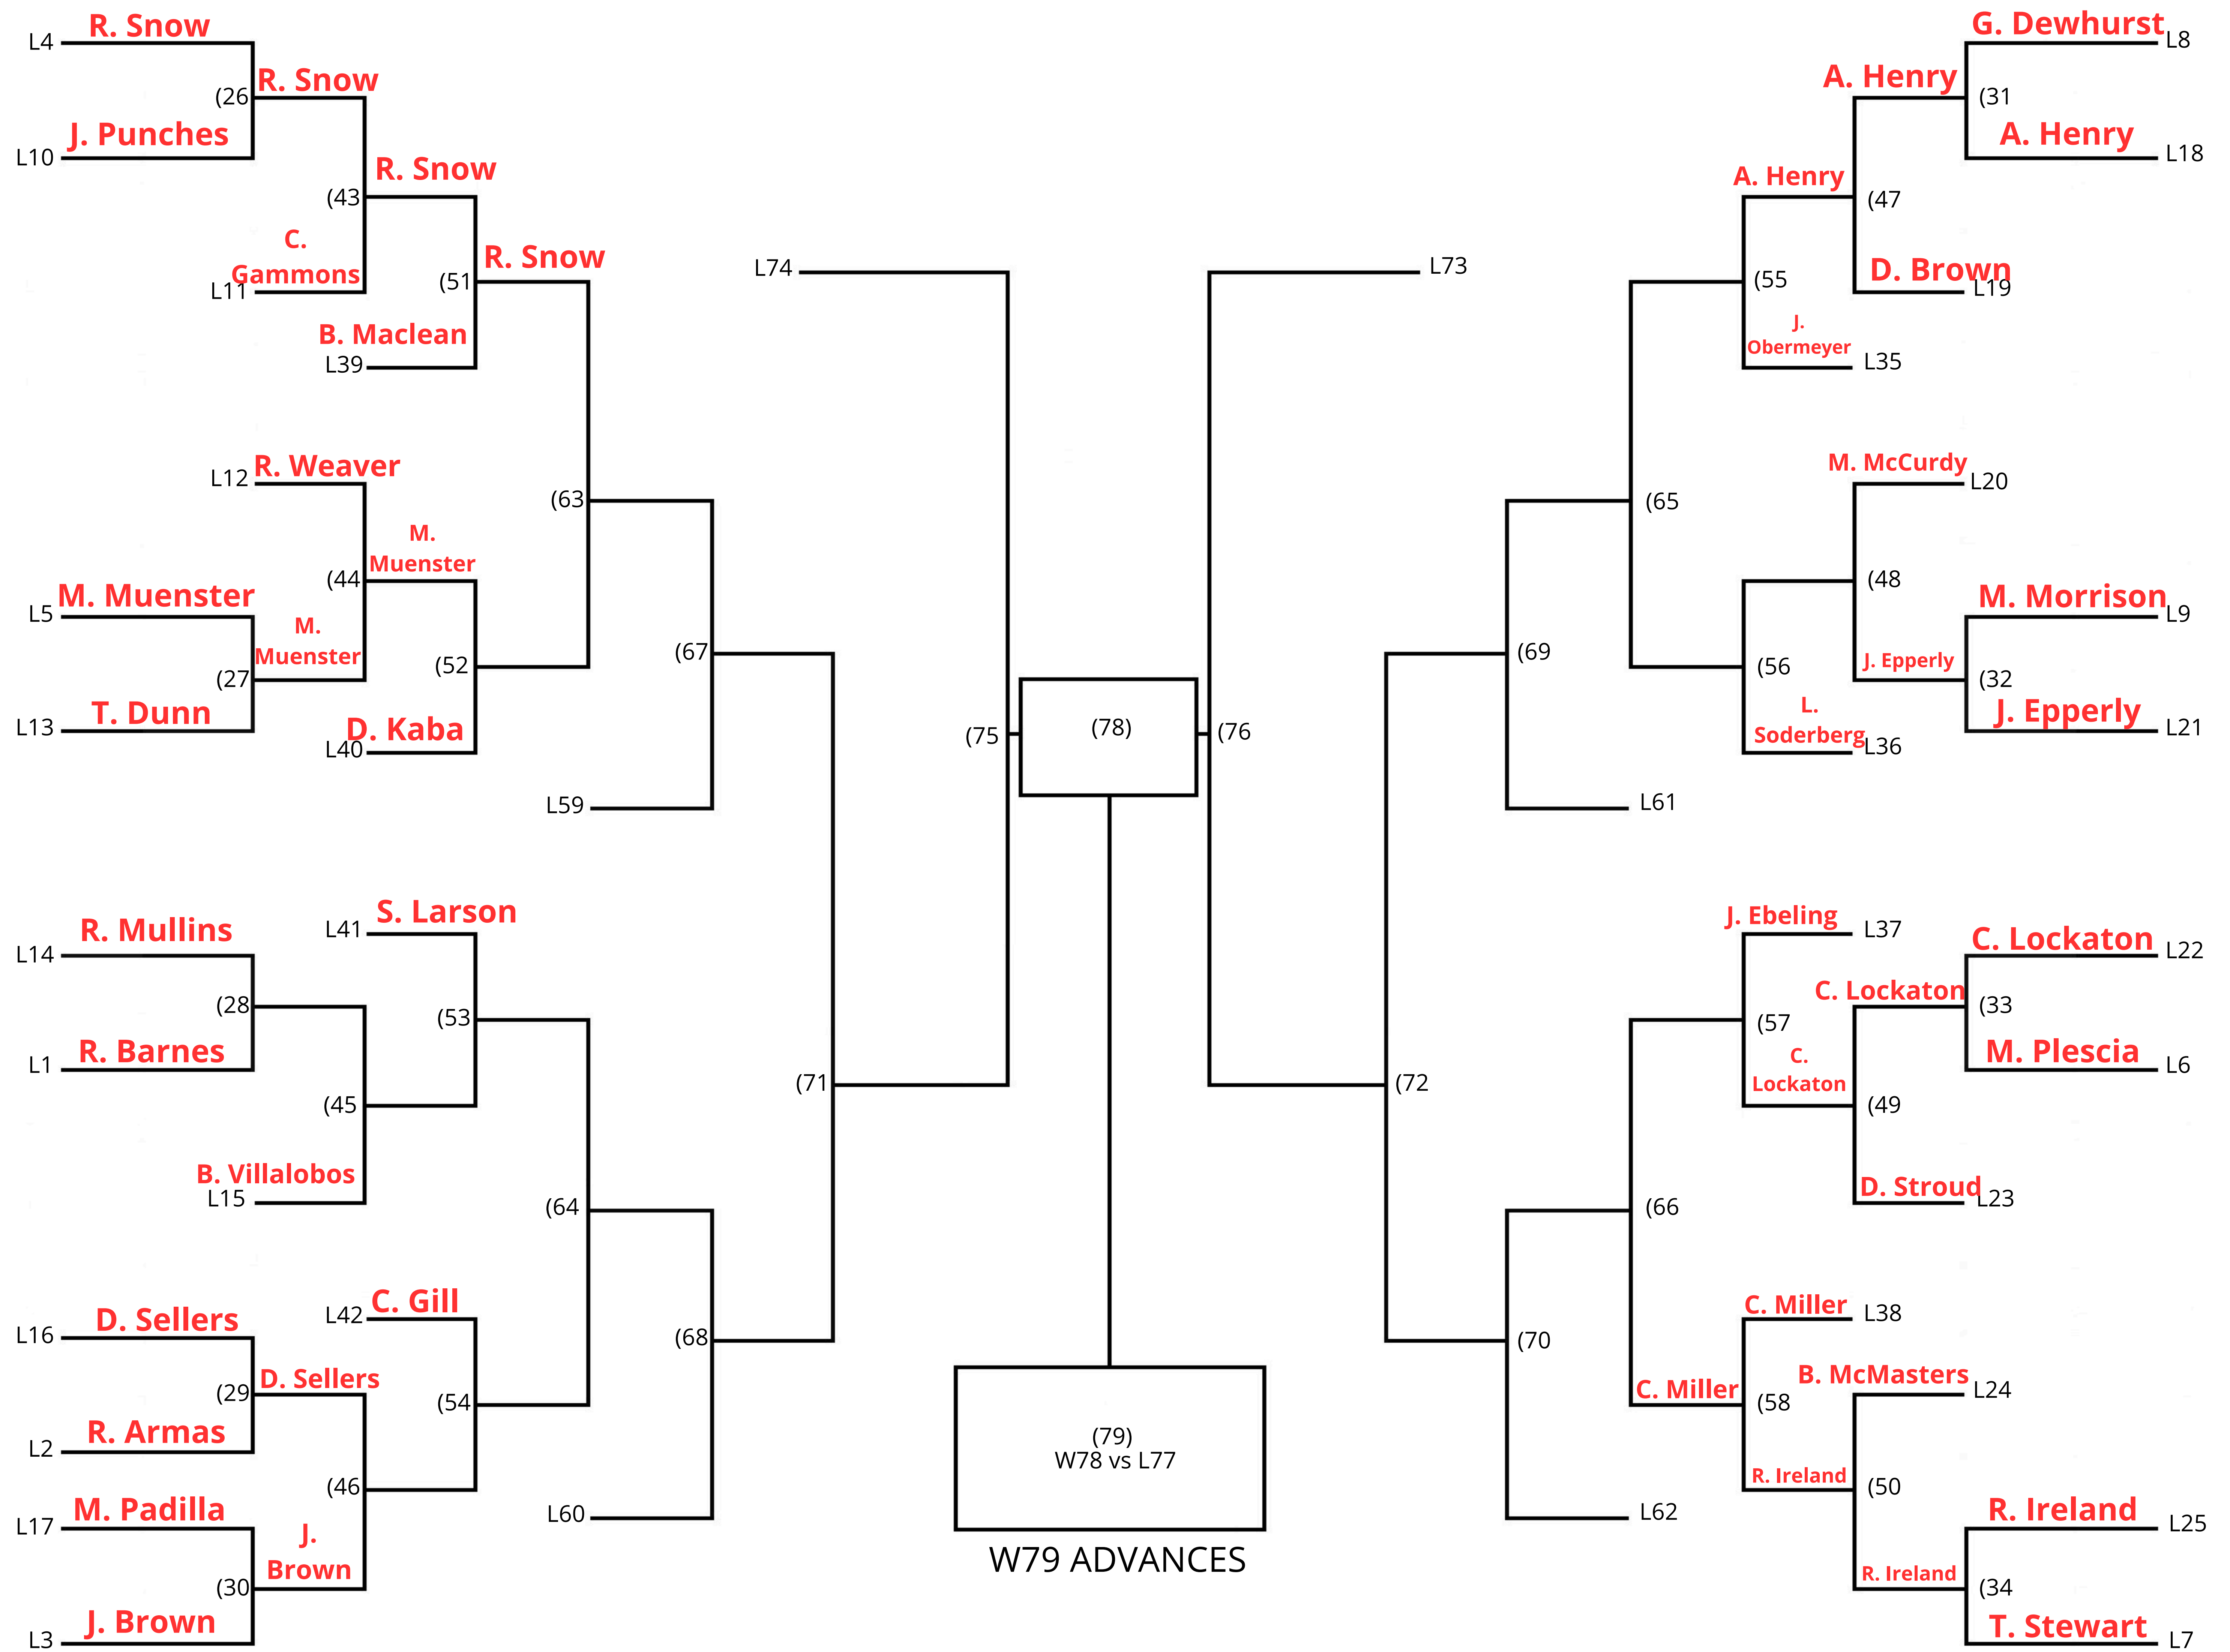 R. Snow
L4
(26
R. Snow
J. Punches
L10
(43
R. Snow
C.
Gammons
L11
(51
R. Snow
B. Maclean
L39
R. Weaver
L12
(63
M.
Muenster
(44
M. Muenster
L5
M.
Muenster
(27
(52
(67
T. Dunn
L13
D. Kaba
L40
L59
R. Mullins
L14
S. Larson
L41
(28
(53
R. Barnes
L1
(45
(71
B. Villalobos
L15
(64
D. Sellers
L16
C. Gill
L42
(68
D. Sellers
(29
(54
R. Armas
L2
(46
M. Padilla
L17
L60
J.
Brown
(30
J. Brown
L3
L74
(75
(78)
(76
L73
(79)
W78 vs L77
W79 ADVANCES
G. Dewhurst
L8
A. Henry
(31
A. Henry
L18
A. Henry
(47
D. Brown
L19
(55
J.
Obermeyer
L35
M. McCurdy
L20
(65
(48
M. Morrison
L9
(69
(56
J. Epperly
(32
L.
Soderberg
L36
J. Epperly
L21
L61
J. Ebeling
L37
C. Lockaton
L22
C. Lockaton
(33
(57
C.
Lockaton
M. Plescia
L6
(72
(49
D. Stroud
L23
(66
C. Miller
L38
(70
B. McMasters
L24
C. Miller
(58
R. Ireland
(50
L62
R. Ireland
L25
R. Ireland
(34
T. Stewart
L7